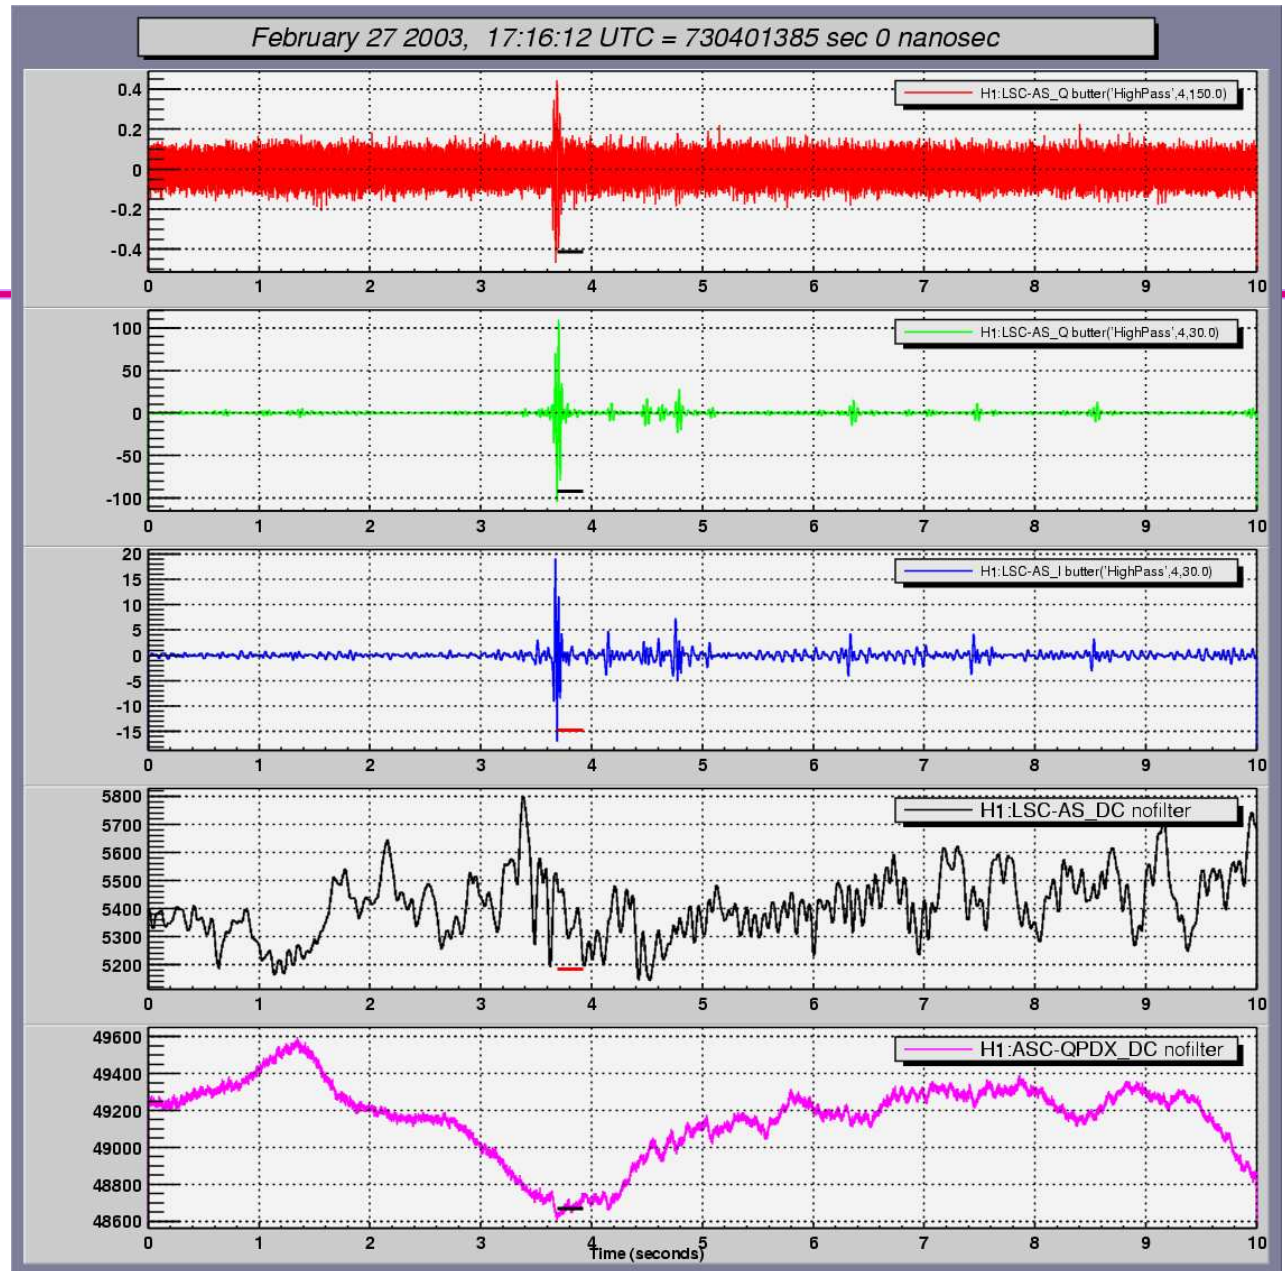 February 27 2003, 17:16:12 UTC = 730401385 sec 0 nanosec
H1:LSC-AS_Q butter('HighPass',4,150.0)
0.4
0.2
0
-0.2
-0.4
0 1 2 3 4 5 6 7 8 9 10
H1:LSC-AS_Q butter('HighPass',4,30.0)
100
50
0
-50
-100
0 1 2 3 4 5 6 7 8 9 10
H1:LSC-AS_I butter('HighPass',4,30.0)
20
15
10
5
0
-5
-10
-15
0 1 2 3 4 5 6 7 8 9 10
H1:LSC-AS_DC nofilter
5800
5700
5600
5500
5400
5300
5200
0 1 2 3 4 5 6 7 8 9 10
H1:ASC-QPDX_DC nofilter
49600
49400
49200
49000
48800
48600
0 1 2 3 4 5 6 7 8 9 10
Time (seconds)